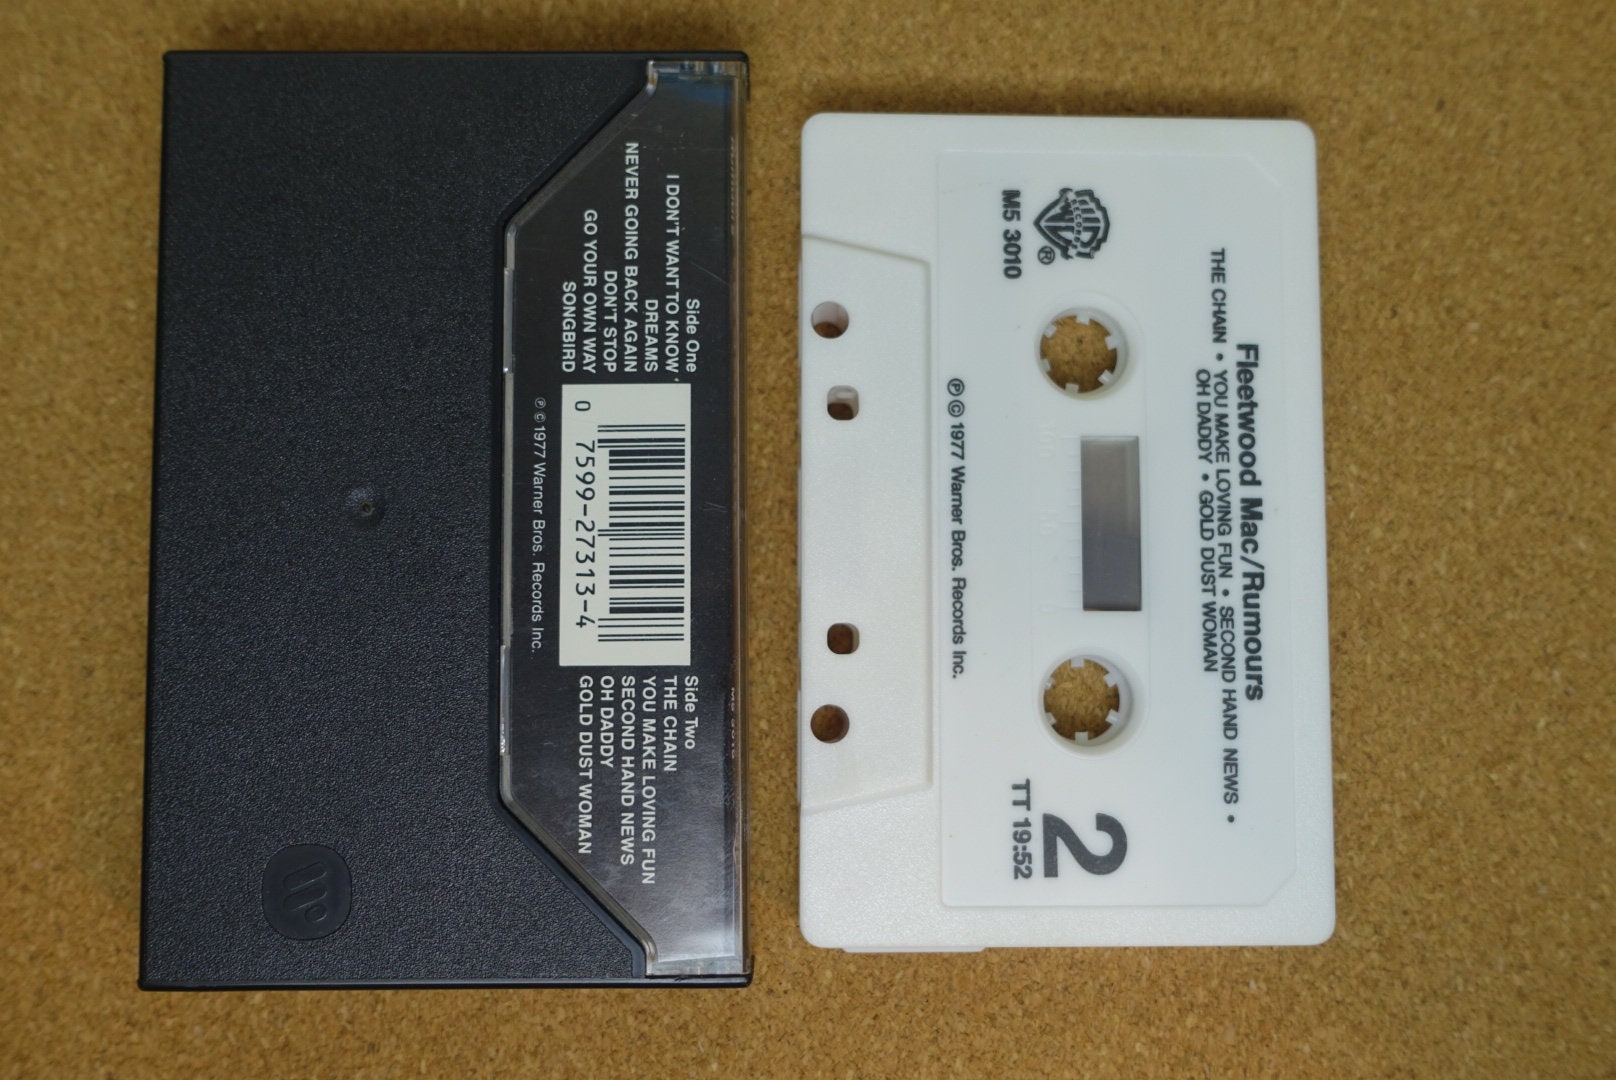 Side One
I DON'T WANT TO KNOW
DREAMS
NEVER GOING BACK AGAIN
DON'T STOP
GO YOUR OWN WAY
SONGBIRD
0 7599-27313-4
Side Two
THE CHAIN
YOU MAKE LOVING FUN
SECOND HAND NEWS
OH DADDY
GOLD DUST WOMAN
Ⓟ © 1977 Warner Bros. Records Inc.
Fleetwood Mac/Rumours
THE CHAIN • YOU MAKE LOVING FUN • SECOND HAND NEWS •
OH DADDY • GOLD DUST WOMAN
RECORDS
®
M5 3010
2
TT 19:52
Ⓟ © 1977 Warner Bros. Records Inc.